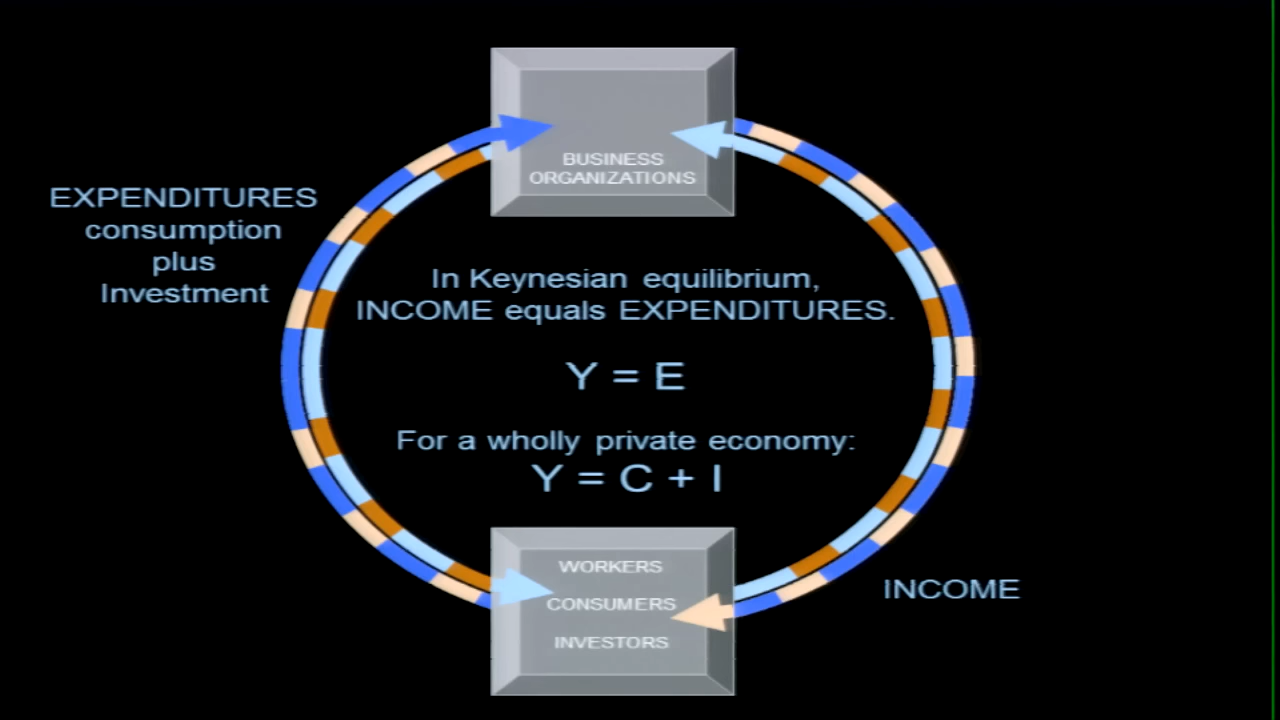 BUSINESS
ORGANIZATIONS
EXPENDITURES
consumption
plus
Investment
In Keynesian equilibrium,
INCOME equals EXPENDITURES.
Y = E
For a wholly private economy:
Y = C + I
WORKERS
CONSUMERS
INVESTORS
INCOME